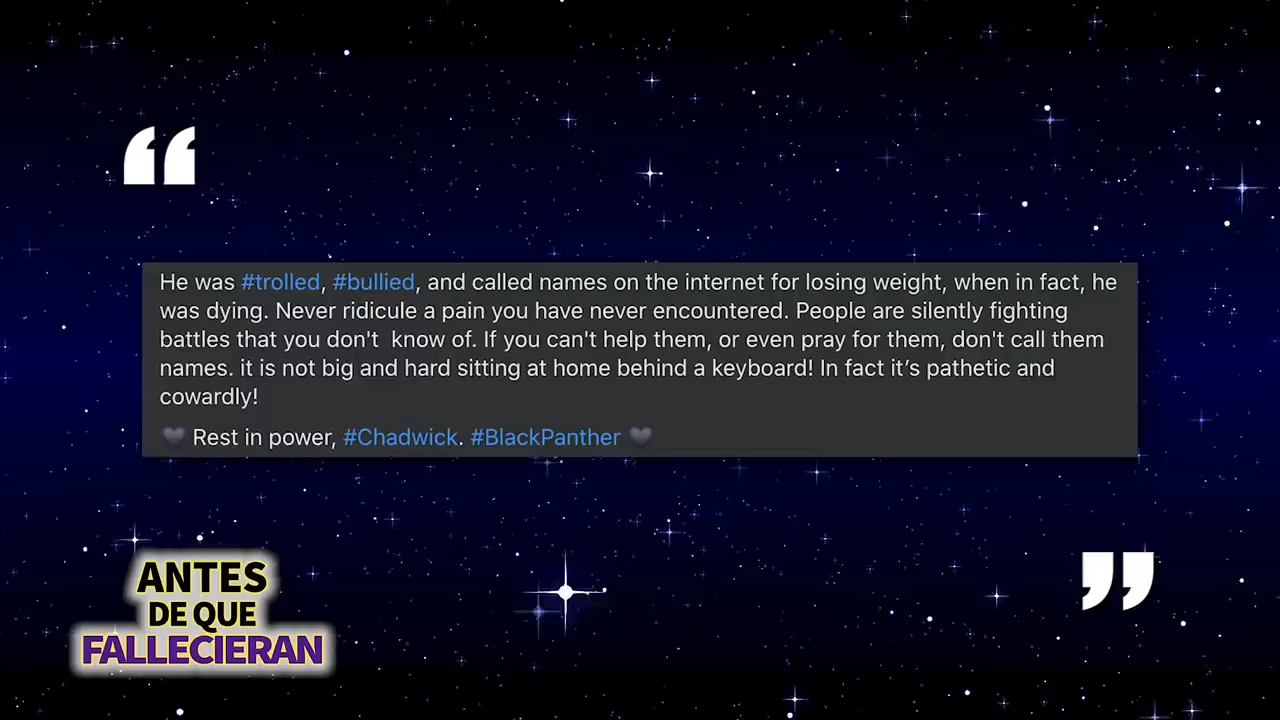 “
He was #trolled, #bullied, and called names on the internet for losing weight, when in fact, he
was dying. Never ridicule a pain you have never encountered. People are silently fighting
battles that you don't  know of. If you can't help them, or even pray for them, don't call them
names. it is not big and hard sitting at home behind a keyboard! In fact it’s pathetic and
cowardly!
🖤 Rest in power, #Chadwick. #BlackPanther 🖤
”
ANTES
DE QUE
FALLECIERAN